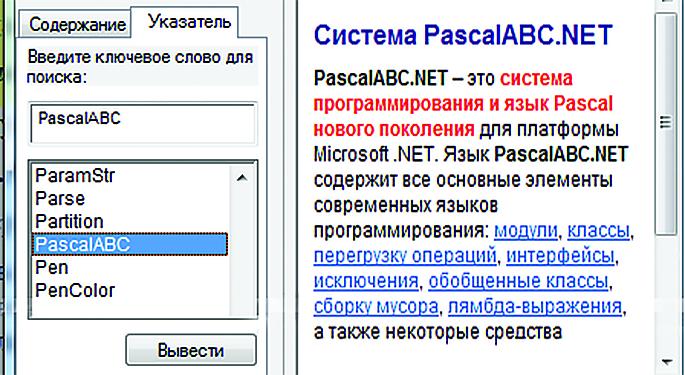 Содержание
Указатель
Введите ключевое слово для
поиска:
PascalABC
ParamStr
Parse
Partition
PascalABC
Pen
PenColor
Вывести
Система PascalABC.NET
PascalABC.NET – это система
программирования и язык Pascal
нового поколения для платформы
Microsoft .NET. Язык PascalABC.NET
содержит все основные элементы
современных языков
программирования: модули, классы,
перегрузку операций, интерфейсы,
исключения, обобщенные классы,
сборку мусора, лямбда-выражения,
а также некоторые средства